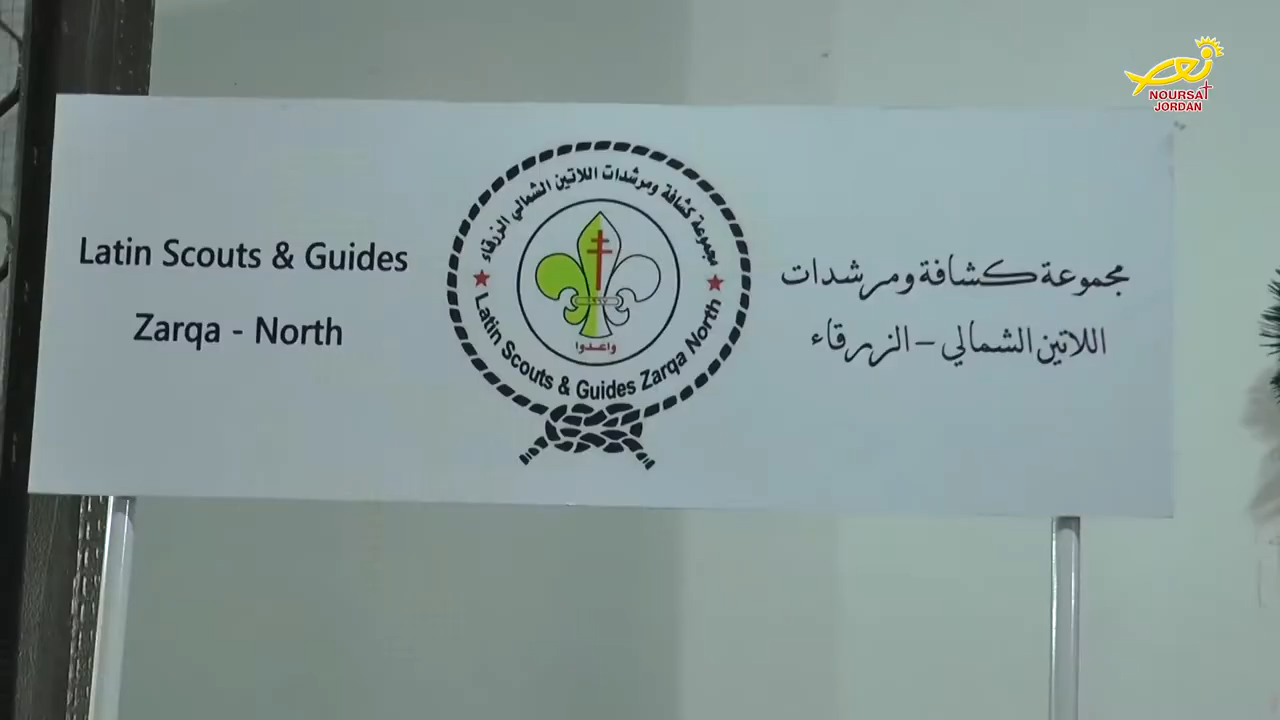 نعم
NOURSAT
JORDAN
Latin Scouts & Guides
Zarqa - North
مجموعة كشافة ومرشدات اللاتين الشمالي الزرقاء
واعدوا
Latin Scouts & Guides Zarqa North
مجموعة كشافة ومرشدات
اللاتين الشمالي - الزرقاء